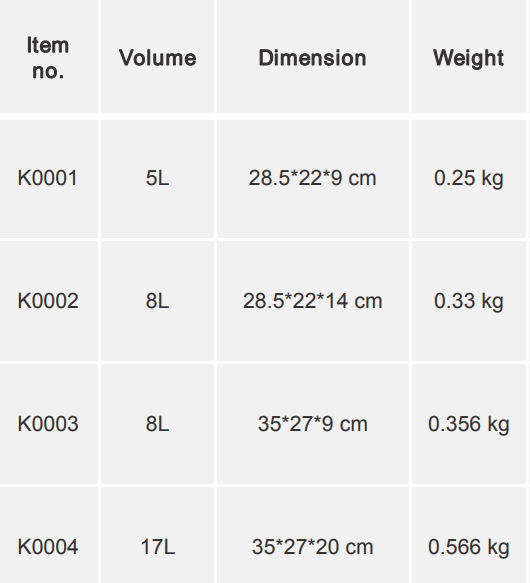 Item
no.
Volume
Dimension
Weight
K0001
5L
28.5*22*9 cm
0.25 kg
K0002
8L
28.5*22*14 cm
0.33 kg
K0003
8L
35*27*9 cm
0.356 kg
K0004
17L
35*27*20 cm
0.566 kg